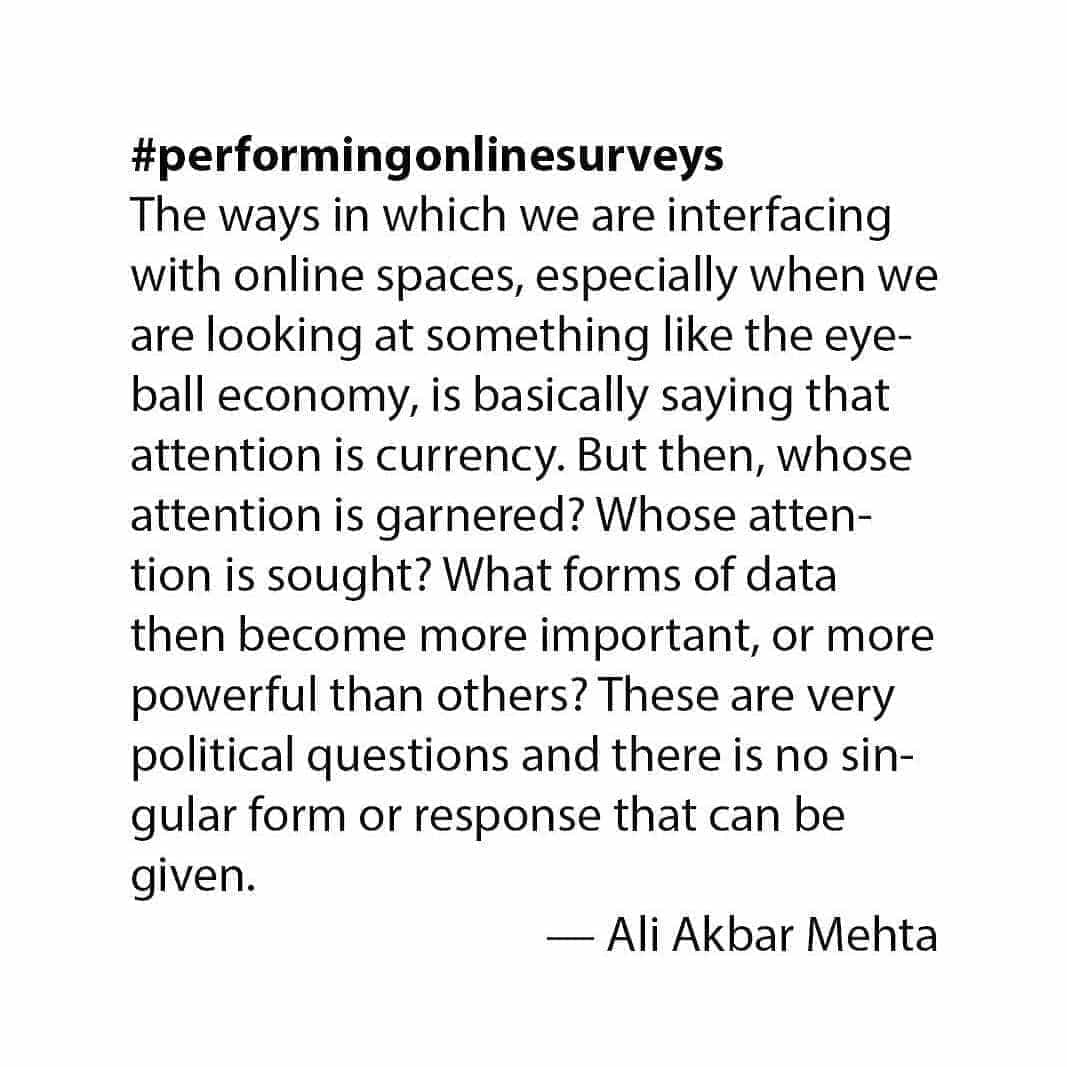 #performingonlinesurveys
The ways in which we are interfacing
with online spaces, especially when we
are looking at something like the eye-
ball economy, is basically saying that
attention is currency. But then, whose
attention is garnered? Whose atten-
tion is sought? What forms of data
then become more important, or more
powerful than others? These are very
political questions and there is no sin-
gular form or response that can be
given.
— Ali Akbar Mehta